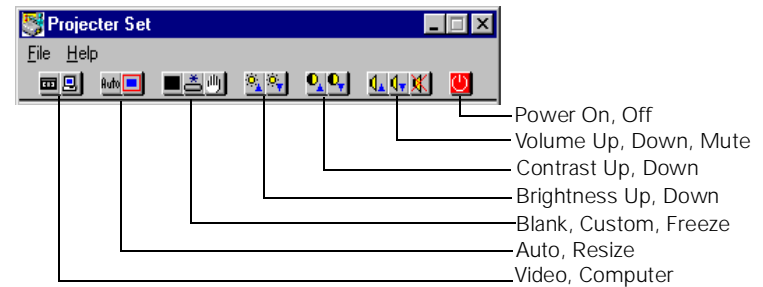 Projecter Set
File Help
Auto
Power On, Off
Volume Up, Down, Mute
Contrast Up, Down
Brightness Up, Down
Blank, Custom, Freeze
Auto, Resize
Video, Computer